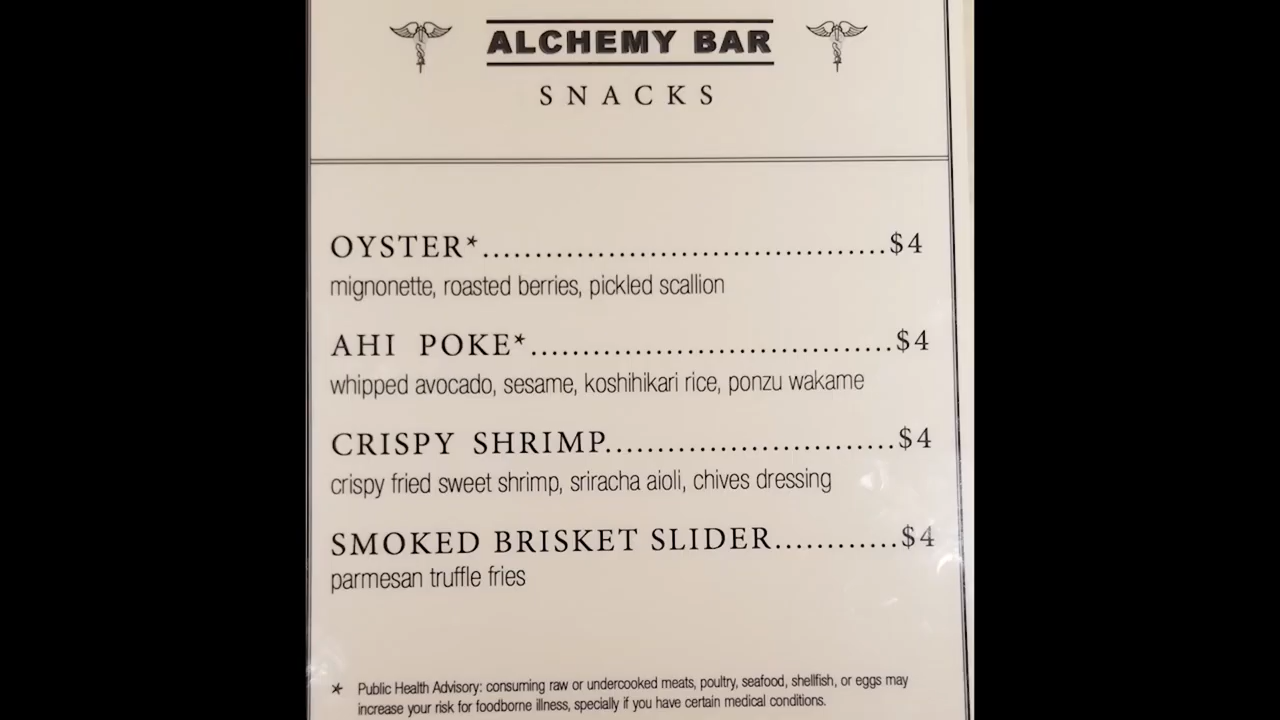 ALCHEMY BAR
SNACKS
OYSTER*.......................................$4
mignonette, roasted berries, pickled scallion
AHI POKE*...................................$4
whipped avocado, sesame, koshihikari rice, ponzu wakame
CRISPY SHRIMP............................$4
crispy fried sweet shrimp, sriracha aioli, chives dressing
SMOKED BRISKET SLIDER............$4
parmesan truffle fries
* Public Health Advisory: consuming raw or undercooked meats, poultry, seafood, shellfish, or eggs may
increase your risk for foodborne illness, specially if you have certain medical conditions.